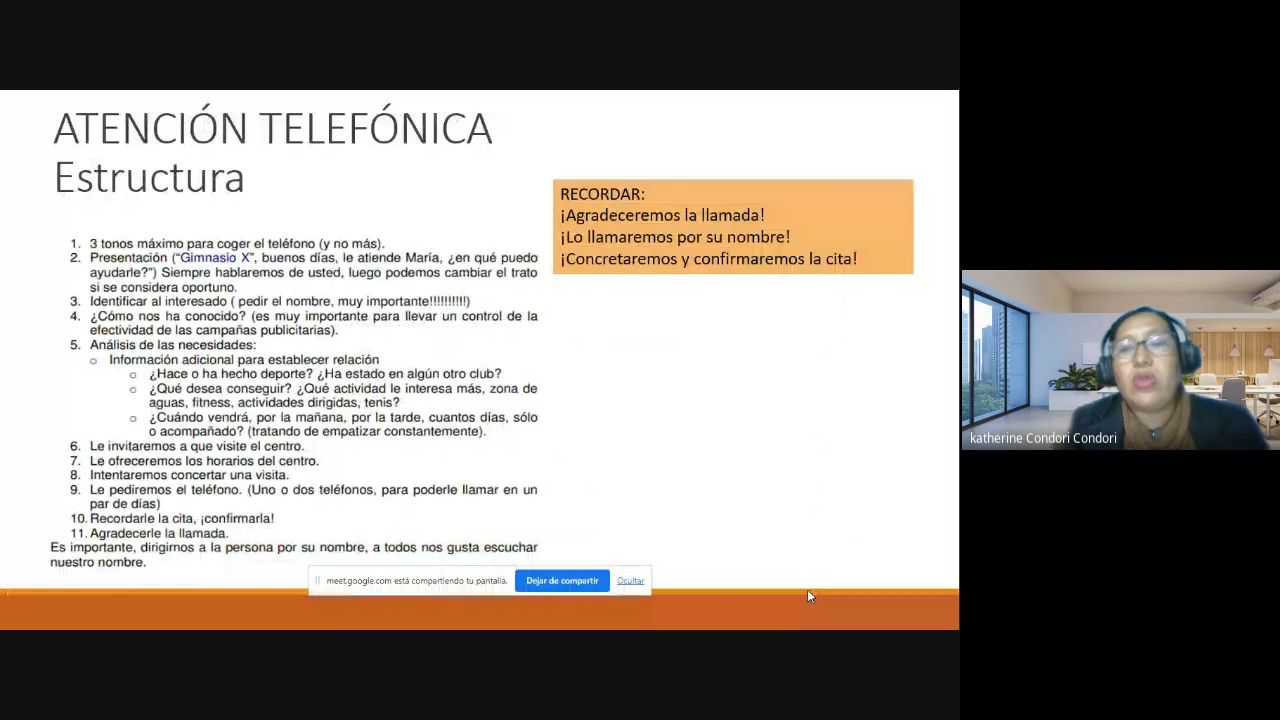 ATENCIÓN TELEFÓNICA
Estructura
RECORDAR:
¡Agradeceremos la llamada!
¡Lo llamaremos por su nombre!
¡Concretaremos y confirmaremos la cita!
1. 3 tonos máximo para coger el teléfono (y no más).
2. Presentación (“Gimnasio X”, buenos días, le atiende María, ¿en qué puedo
ayudarle?”) Siempre hablaremos de usted, luego podemos cambiar el trato
si se considera oportuno.
3. Identificar al interesado ( pedir el nombre, muy importante!!!!!!!!!!)
4. ¿Cómo nos ha conocido? (es muy importante para llevar un control de la
efectividad de las campañas publicitarias).
5. Análisis de las necesidades:
o Información adicional para establecer relación
o ¿Hace o ha hecho deporte? ¿Ha estado en algún otro club?
o ¿Qué desea conseguir? ¿Qué actividad le interesa más, zona de
aguas, fitness, actividades dirigidas, tenis?
o ¿Cuándo vendrá, por la mañana, por la tarde, cuantos días, sólo
o acompañado? (tratando de empatizar constantemente).
6. Le invitaremos a que visite el centro.
7. Le ofreceremos los horarios del centro.
8. Intentaremos concertar una visita.
9. Le pediremos el teléfono. (Uno o dos teléfonos, para poderle llamar en un
par de días)
10. Recordarle la cita, ¡confirmarla!
11. Agradecerle la llamada.
Es importante, dirigirnos a la persona por su nombre, a todos nos gusta escuchar
nuestro nombre.
meet.google.com está compartiendo tu pantalla.
Dejar de compartir
Ocultar
katherine Condori Condori